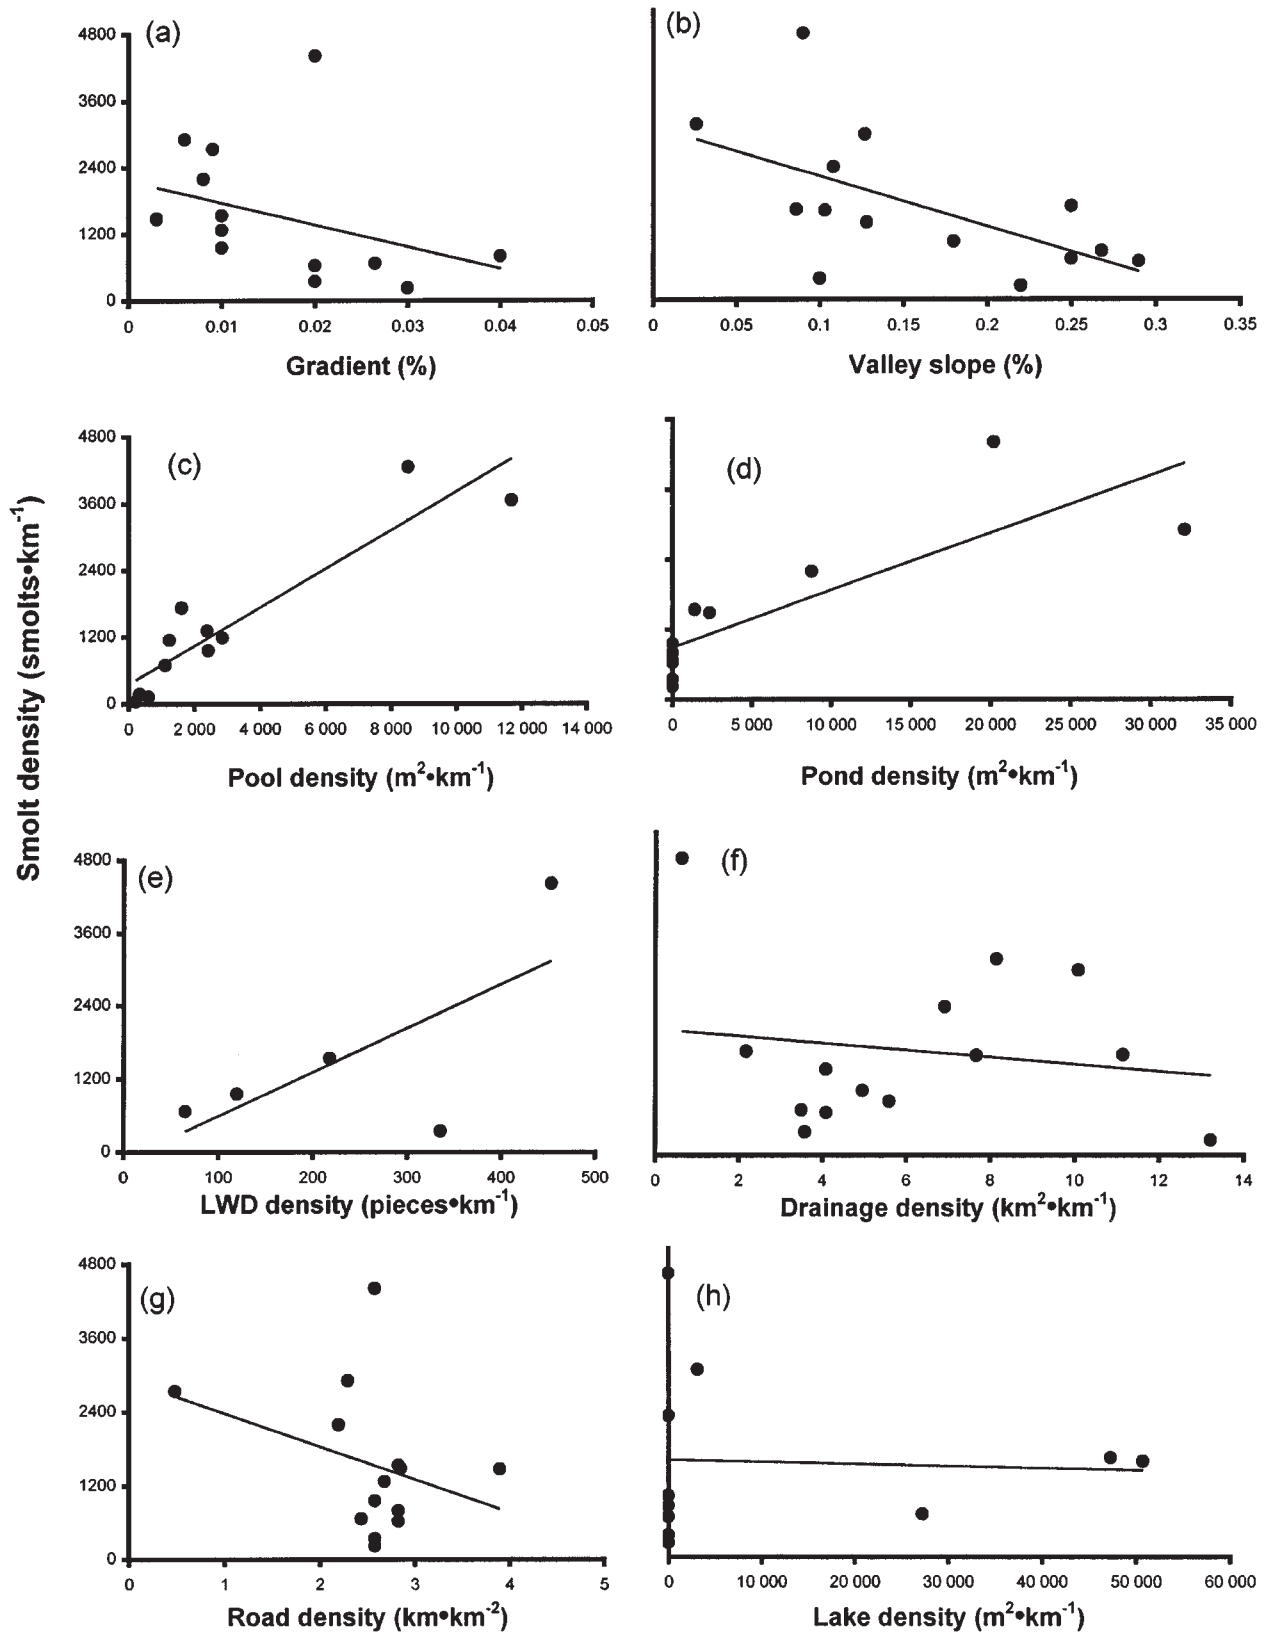 Smolt density (smolts•km⁻¹)
(a)
4800
3600
2400
1200
0
0 0.01 0.02 0.03 0.04 0.05
Gradient (%)
(b)
0 0.05 0.1 0.15 0.2 0.25 0.3 0.35
Valley slope (%)
(c)
4800
3600
2400
1200
0
0 2 000 4 000 6 000 8 000 10 000 12 000 14 000
Pool density (m²•km⁻¹)
(d)
0 5 000 10 000 15 000 20 000 25 000 30 000 35 000
Pond density (m²•km⁻¹)
(e)
4800
3600
2400
1200
0
0 100 200 300 400 500
LWD density (pieces•km⁻¹)
(f)
0 2 4 6 8 10 12 14
Drainage density (km²•km⁻¹)
(g)
4800
3600
2400
1200
0
0 1 2 3 4 5
Road density (km•km⁻²)
(h)
0 10 000 20 000 30 000 40 000 50 000 60 000
Lake density (m²•km⁻¹)